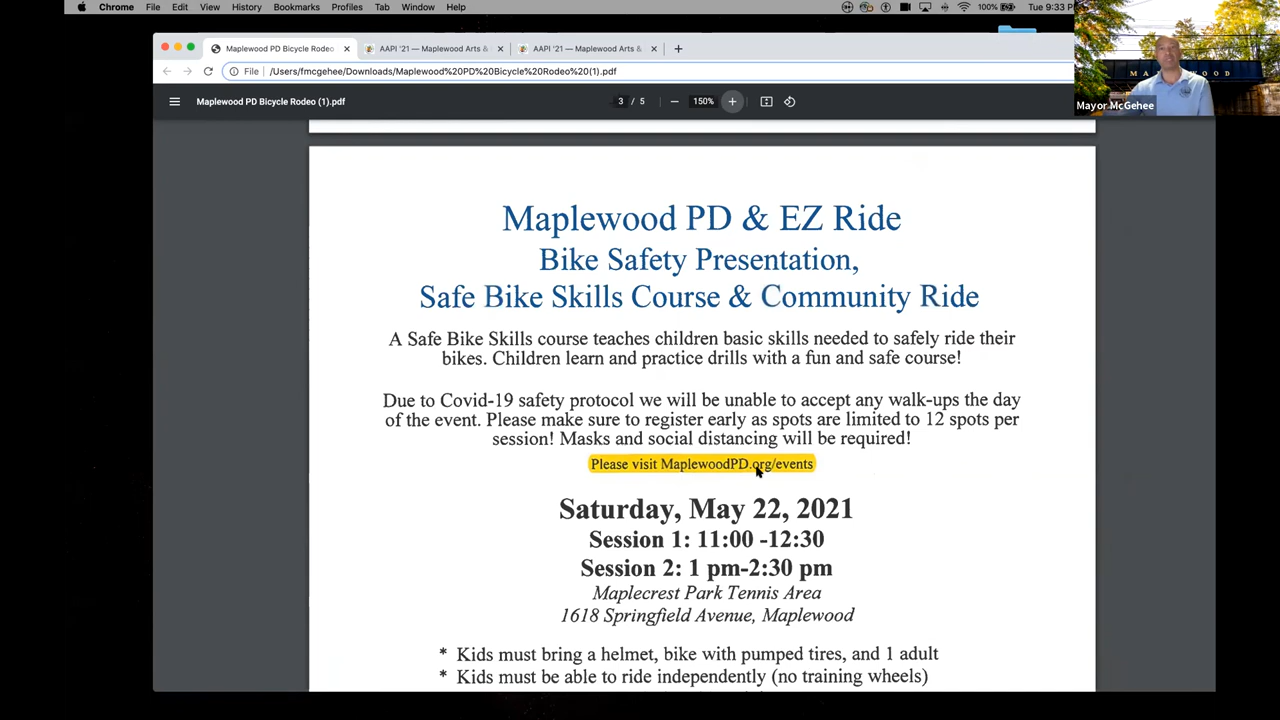 Chrome File Edit View History Bookmarks Profiles Tab Window Help 100% Tue 9:33 PM
Maplewood PD Bicycle Rodeo AAPI '21 — Maplewood Arts & AAPI '21 — Maplewood Arts &
File /Users/fmcgehee/Downloads/Maplewood%20PD%20Bicycle%20Rodeo%20(1).pdf
MAPLEWOOD
Mayor McGehee
Maplewood PD Bicycle Rodeo (1).pdf 3 / 5 150%
Maplewood PD & EZ Ride
Bike Safety Presentation,
Safe Bike Skills Course & Community Ride
A Safe Bike Skills course teaches children basic skills needed to safely ride their
bikes. Children learn and practice drills with a fun and safe course!
Due to Covid-19 safety protocol we will be unable to accept any walk-ups the day
of the event. Please make sure to register early as spots are limited to 12 spots per
session! Masks and social distancing will be required!
Please visit MaplewoodPD.org/events
Saturday, May 22, 2021
Session 1: 11:00 -12:30
Session 2: 1 pm-2:30 pm
Maplecrest Park Tennis Area
1618 Springfield Avenue, Maplewood
* Kids must bring a helmet, bike with pumped tires, and 1 adult
* Kids must be able to ride independently (no training wheels)